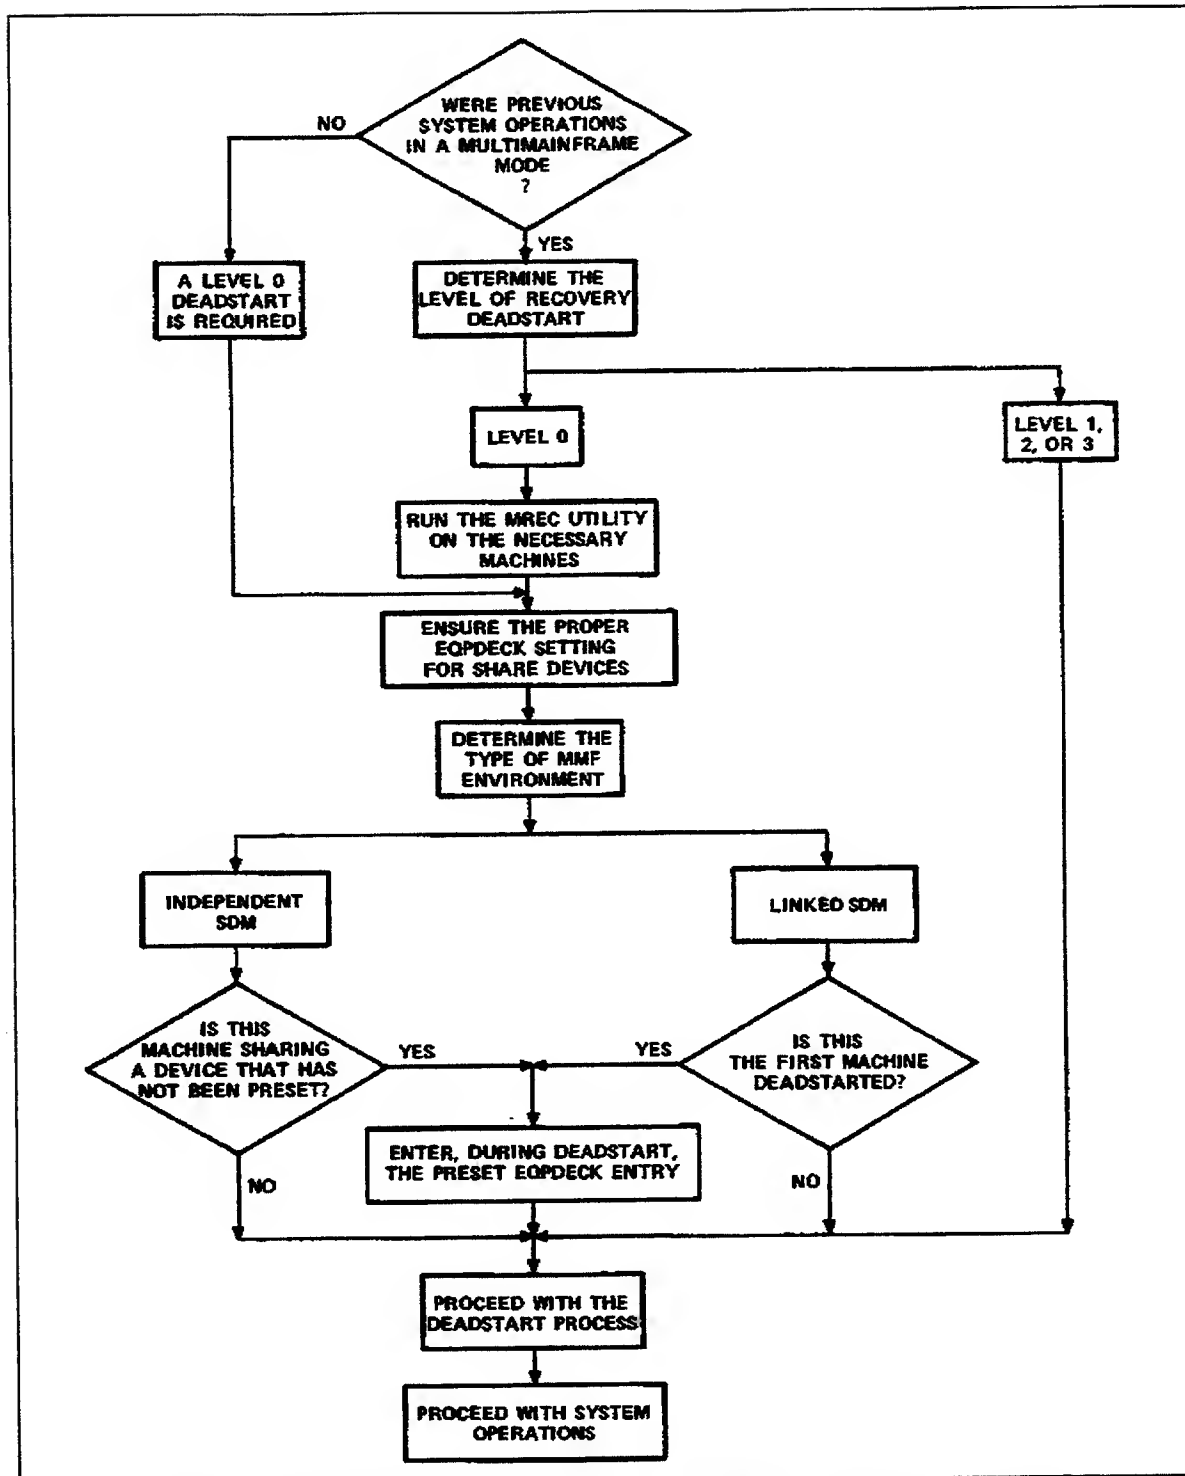 WERE PREVIOUS
SYSTEM OPERATIONS
IN A MULTIMAINFRAME
MODE
?
NO
YES
A LEVEL 0
DEADSTART
IS REQUIRED
DETERMINE THE
LEVEL OF RECOVERY
DEADSTART
LEVEL 0
LEVEL 1,
2, OR 3
RUN THE MREC UTILITY
ON THE NECESSARY
MACHINES
ENSURE THE PROPER
EQPDECK SETTING
FOR SHARE DEVICES
DETERMINE THE
TYPE OF MMF
ENVIRONMENT
INDEPENDENT
SDM
LINKED SDM
IS THIS
MACHINE SHARING
A DEVICE THAT HAS
NOT BEEN PRESET?
YES
YES
IS THIS
THE FIRST MACHINE
DEADSTARTED?
ENTER, DURING DEADSTART,
THE PRESET EQPDECK ENTRY
NO
NO
PROCEED WITH THE
DEADSTART PROCESS
PROCEED WITH SYSTEM
OPERATIONS